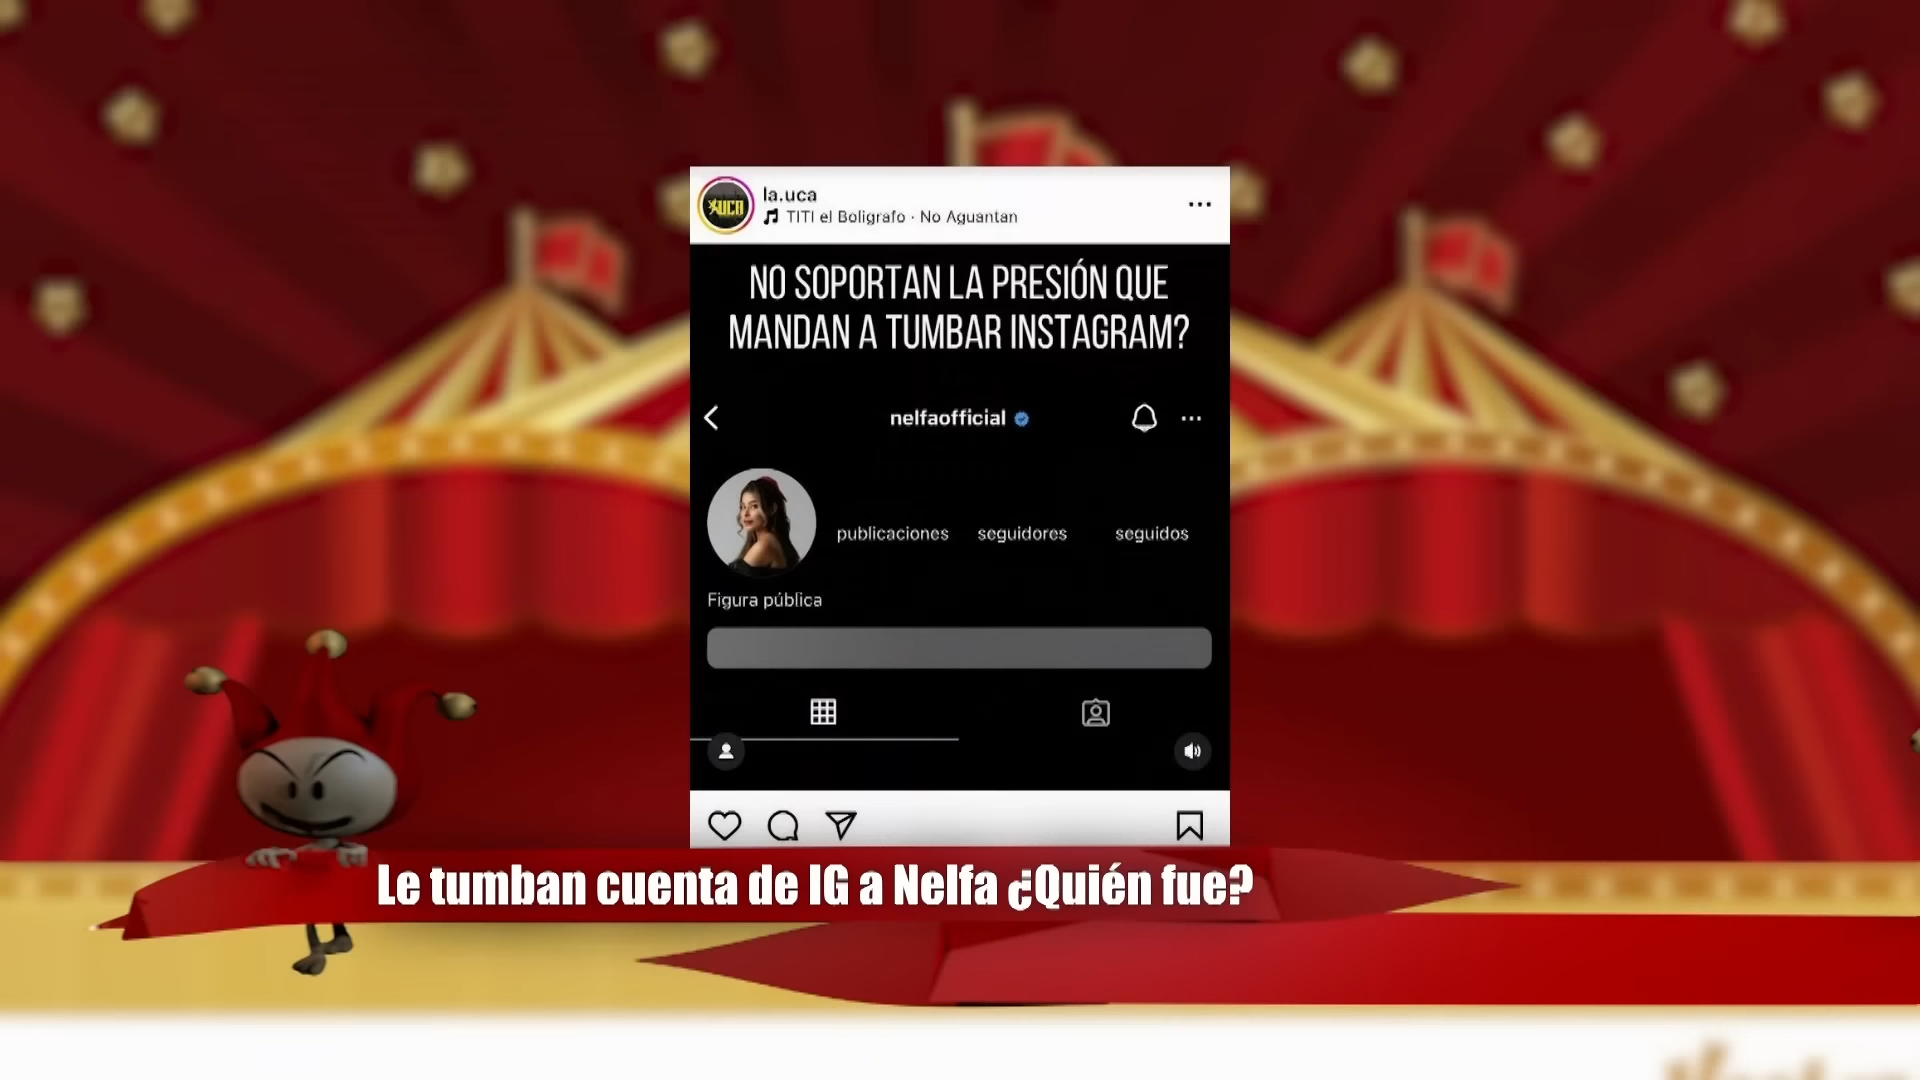 UCA
la.uca
TITI el Boligrafo · No Aguantan
NO SOPORTAN LA PRESIÓN QUE
MANDAN A TUMBAR INSTAGRAM?
nelfaofficial
publicaciones seguidores seguidos
Figura pública
Le tumban cuenta de IG a Nelfa ¿Quién fue?